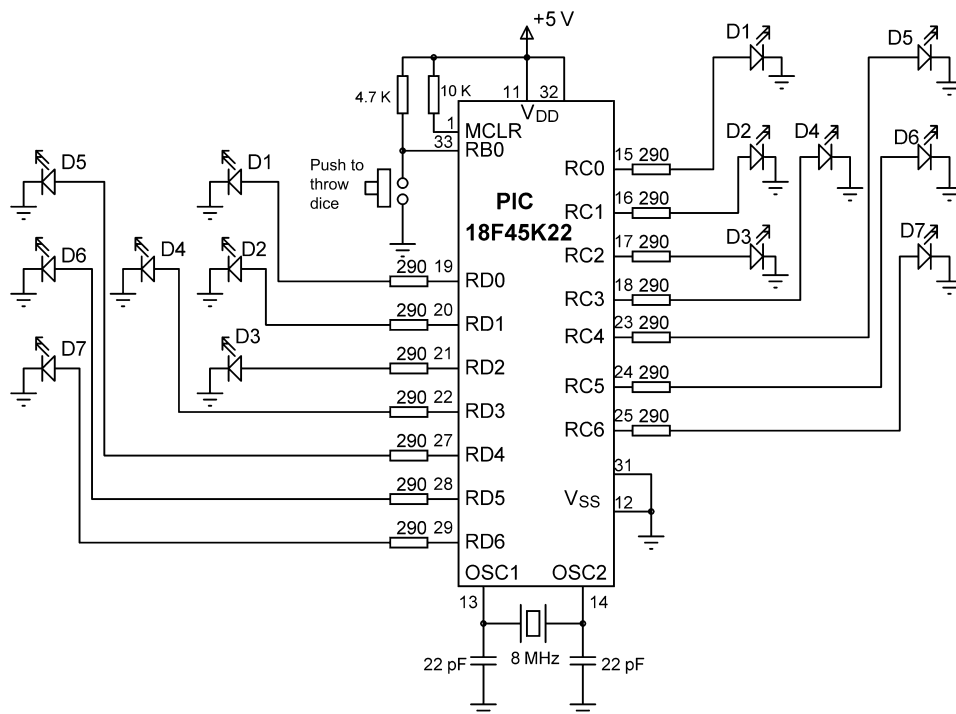 +5 V
D1
D5
4.7 K
10 K
11
32
VDD
1
MCLR
33
RB0
D2
D4
D6
15
290
RC0
Push to
throw
dice
D5
D1
PIC
18F45K22
16
290
RC1
D3
D7
17
290
RC2
D6
D4
D2
290
19
RD0
18
290
RC3
290
20
RD1
23
290
RC4
D7
D3
290
21
RD2
24
290
RC5
290
22
RD3
25
290
RC6
290
27
RD4
31
290
28
RD5
VSS
12
290
29
RD6
OSC1
OSC2
13
14
22 pF
8 MHz
22 pF